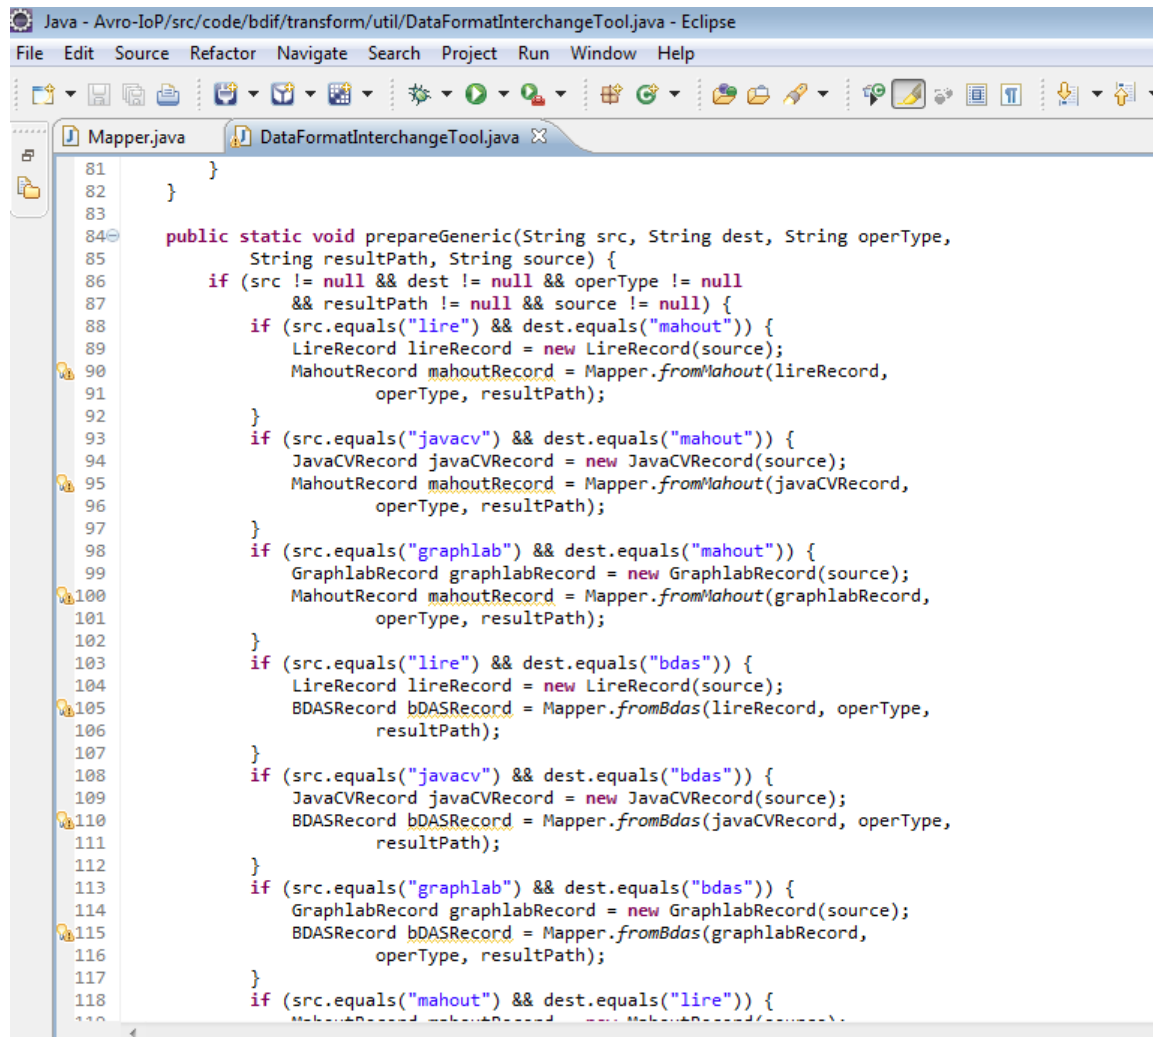 Java - Avro-IoP/src/code/bdif/transform/util/DataFormatInterchangeTool.java - Eclipse
File Edit Source Refactor Navigate Search Project Run Window Help
Mapper.java DataFormatInterchangeTool.java
81 }
82 }
83
84 public static void prepareGeneric(String src, String dest, String operType,
85 String resultPath, String source) {
86 if (src != null && dest != null && operType != null
87 && resultPath != null && source != null) {
88 if (src.equals("lire") && dest.equals("mahout")) {
89 LireRecord lireRecord = new LireRecord(source);
90 MahoutRecord mahoutRecord = Mapper.fromMahout(lireRecord,
91 operType, resultPath);
92 }
93 if (src.equals("javacv") && dest.equals("mahout")) {
94 JavaCVRecord javaCVRecord = new JavaCVRecord(source);
95 MahoutRecord mahoutRecord = Mapper.fromMahout(javaCVRecord,
96 operType, resultPath);
97 }
98 if (src.equals("graphlab") && dest.equals("mahout")) {
99 GraphlabRecord graphlabRecord = new GraphlabRecord(source);
100 MahoutRecord mahoutRecord = Mapper.fromMahout(graphlabRecord,
101 operType, resultPath);
102 }
103 if (src.equals("lire") && dest.equals("bdas")) {
104 LireRecord lireRecord = new LireRecord(source);
105 BDASRecord bDASRecord = Mapper.fromBdas(lireRecord, operType,
106 resultPath);
107 }
108 if (src.equals("javacv") && dest.equals("bdas")) {
109 JavaCVRecord javaCVRecord = new JavaCVRecord(source);
110 BDASRecord bDASRecord = Mapper.fromBdas(javaCVRecord, operType,
111 resultPath);
112 }
113 if (src.equals("graphlab") && dest.equals("bdas")) {
114 GraphlabRecord graphlabRecord = new GraphlabRecord(source);
115 BDASRecord bDASRecord = Mapper.fromBdas(graphlabRecord,
116 operType, resultPath);
117 }
118 if (src.equals("mahout") && dest.equals("lire")) {